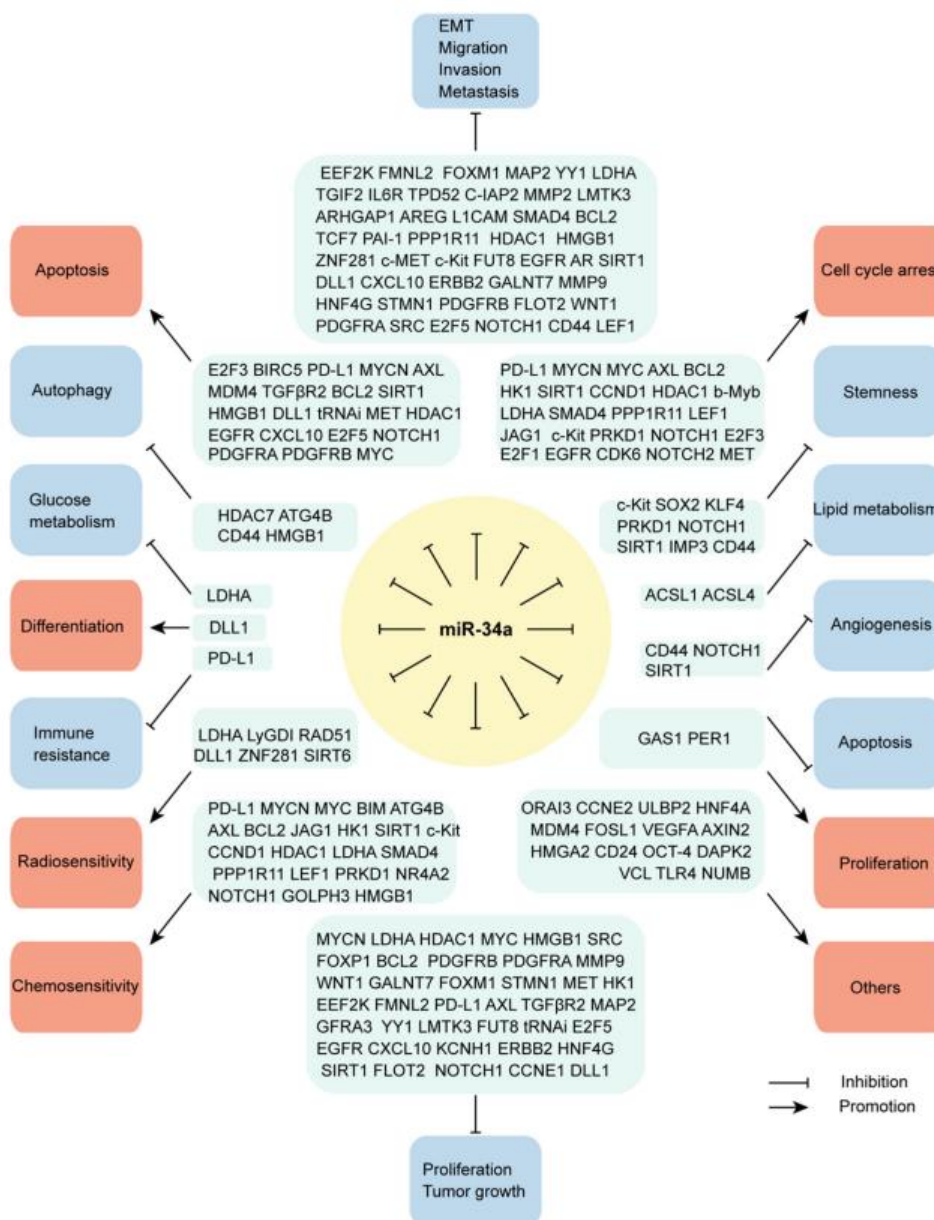 EMT
Migration
Invasion
Metastasis
EEF2K FMNL2 FOXM1 MAP2 YY1 LDHA
TGIF2 IL6R TPD52 C-IAP2 MMP2 LMTK3
ARHGAP1 AREG L1CAM SMAD4 BCL2
TCF7 PAI-1 PPP1R11 HDAC1 HMGB1
ZNF281 c-MET c-Kit FUT8 EGFR AR SIRT1
DLL1 CXCL10 ERBB2 GALNT7 MMP9
HNF4G STMN1 PDGFRB FLOT2 WNT1
PDGFRA SRC E2F5 NOTCH1 CD44 LEF1
Apoptosis
Cell cycle arres
E2F3 BIRC5 PD-L1 MYCN AXL
MDM4 TGFβR2 BCL2 SIRT1
HMGB1 DLL1 tRNAi MET HDAC1
EGFR CXCL10 E2F5 NOTCH1
PDGFRA PDGFRB MYC
PD-L1 MYCN MYC AXL BCL2
HK1 SIRT1 CCND1 HDAC1 b-Myb
LDHA SMAD4 PPP1R11 LEF1
JAG1 c-Kit PRKD1 NOTCH1 E2F3
E2F1 EGFR CDK6 NOTCH2 MET
Autophagy
Stemness
Glucose
metabolism
HDAC7 ATG4B
CD44 HMGB1
c-Kit SOX2 KLF4
PRKD1 NOTCH1
SIRT1 IMP3 CD44
Lipid metabolism
LDHA
ACSL1 ACSL4
Differentiation
DLL1
miR-34a
CD44 NOTCH1
SIRT1
Angiogenesis
PD-L1
Immune
resistance
LDHA LyGDI RAD51
DLL1 ZNF281 SIRT6
GAS1 PER1
Apoptosis
Radiosensitivity
PD-L1 MYCN MYC BIM ATG4B
AXL BCL2 JAG1 HK1 SIRT1 c-Kit
CCND1 HDAC1 LDHA SMAD4
PPP1R11 LEF1 PRKD1 NR4A2
NOTCH1 GOLPH3 HMGB1
ORAI3 CCNE2 ULBP2 HNF4A
MDM4 FOSL1 VEGFA AXIN2
HMGA2 CD24 OCT-4 DAPK2
VCL TLR4 NUMB
Proliferation
Chemosensitivity
Others
MYCN LDHA HDAC1 MYC HMGB1 SRC
FOXP1 BCL2 PDGFRB PDGFRA MMP9
WNT1 GALNT7 FOXM1 STMN1 MET HK1
EEF2K FMNL2 PD-L1 AXL TGFβR2 MAP2
GFRA3 YY1 LMTK3 FUT8 tRNAi E2F5
EGFR CXCL10 KCNH1 ERBB2 HNF4G
SIRT1 FLOT2 NOTCH1 CCNE1 DLL1
Inhibition
Promotion
Proliferation
Tumor growth